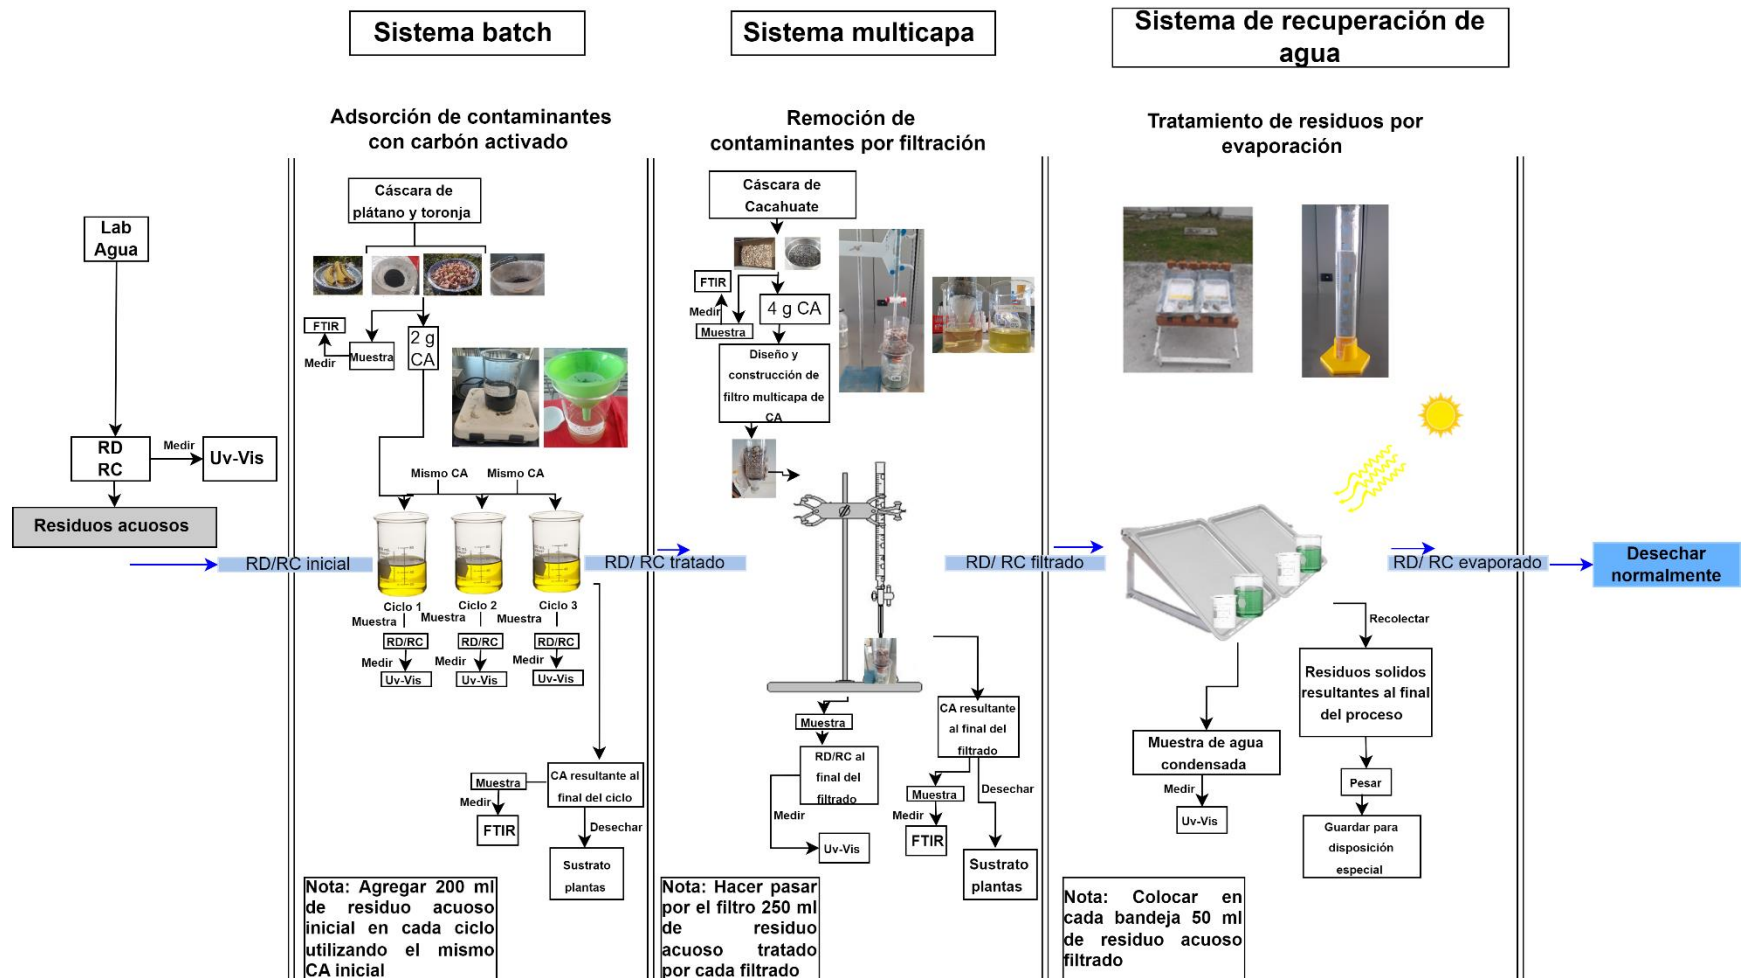 Sistema batch
Sistema multicapa
Sistema de recuperación de
agua
Adsorción de contaminantes
con carbón activado
Remoción de
contaminantes por filtración
Tratamiento de residuos por
evaporación
Lab
Agua
RD
RC
Medir
Uv-Vis
Residuos acuosos
RD/RC inicial
Cáscara de
plátano y toronja
FTIR
Medir
Muestra
2 g
CA
Mismo CA
Mismo CA
Ciclo 1
Ciclo 2
Ciclo 3
Muestra
Muestra
Muestra
RD/RC
RD/RC
RD/RC
Medir
Medir
Medir
Uv-Vis
Uv-Vis
Uv-Vis
CA resultante al
final del ciclo
Muestra
Medir
FTIR
Desechar
Sustrato
plantas
Nota: Agregar 200 ml
de residuo acuoso
inicial en cada ciclo
utilizando el mismo
CA inicial
RD/ RC tratado
Cáscara de
Cacahuate
FTIR
Medir
Muestra
4 g CA
Diseño y
construcción de
filtro multicapa de
CA
Muestra
RD/RC al
final del
filtrado
Medir
Uv-Vis
CA resultante
al final del
filtrado
Muestra
Medir
FTIR
Desechar
Sustrato
plantas
Nota: Hacer pasar
por el filtro 250 ml
de residuo
acuoso tratado
por cada filtrado
RD/ RC filtrado
Muestra de agua
condensada
Medir
Uv-Vis
Recolectar
Residuos solidos
resultantes al final
del proceso
Pesar
Guardar para
disposición
especial
Nota: Colocar en
cada bandeja 50 ml
de residuo acuoso
filtrado
RD/ RC evaporado
Desechar
normalmente